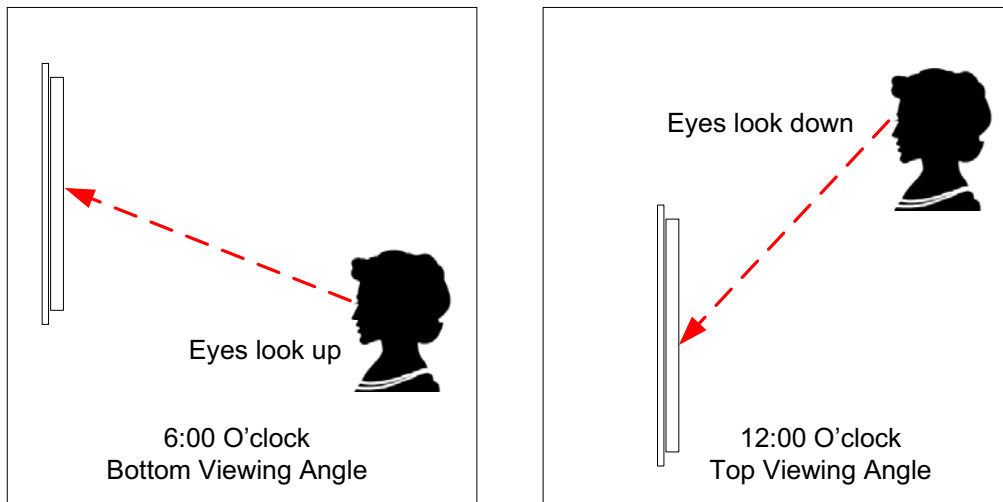 Eyes look up
6:00 O’clock
Bottom Viewing Angle
Eyes look down
12:00 O’clock
Top Viewing Angle